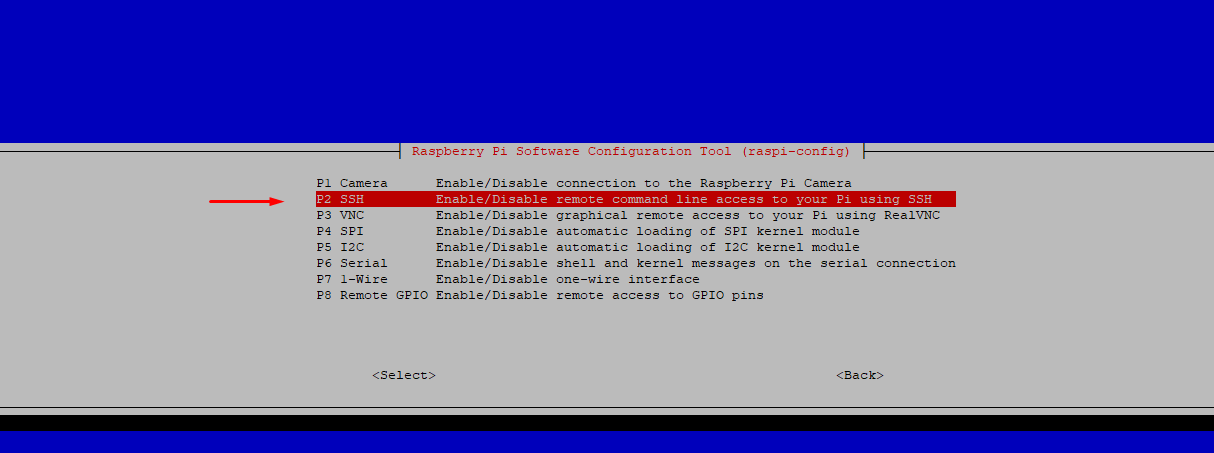 Raspberry Pi Software Configuration Tool (raspi-config)
P1 Camera Enable/Disable connection to the Raspberry Pi Camera
P2 SSH Enable/Disable remote command line access to your Pi using SSH
P3 VNC Enable/Disable graphical remote access to your Pi using RealVNC
P4 SPI Enable/Disable automatic loading of SPI kernel module
P5 I2C Enable/Disable automatic loading of I2C kernel module
P6 Serial Enable/Disable shell and kernel messages on the serial connection
P7 1-Wire Enable/Disable one-wire interface
P8 Remote GPIO Enable/Disable remote access to GPIO pins
<Select> <Back>